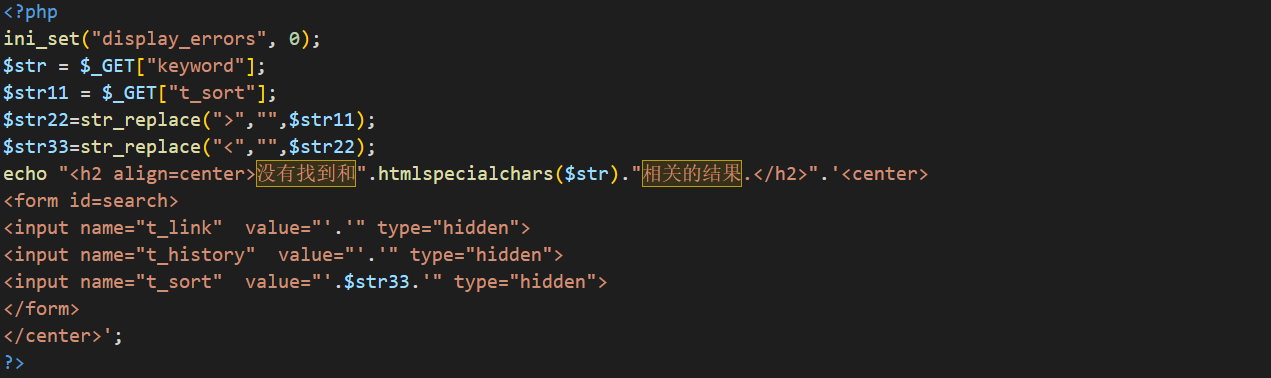 <?php
ini_set("display_errors", 0);
$str = $_GET["keyword"];
$str11 = $_GET["t_sort"];
$str22=str_replace(">","",$str11);
$str33=str_replace("<","",$str22);
echo "<h2 align=center>没有找到和".htmlspecialchars($str)."相关的结果.</h2>".'<center>
<form id=search>
<input name="t_link"  value="'.'" type="hidden">
<input name="t_history"  value="'.'" type="hidden">
<input name="t_sort"  value="'.$str33.'" type="hidden">
</form>
</center>';
?>